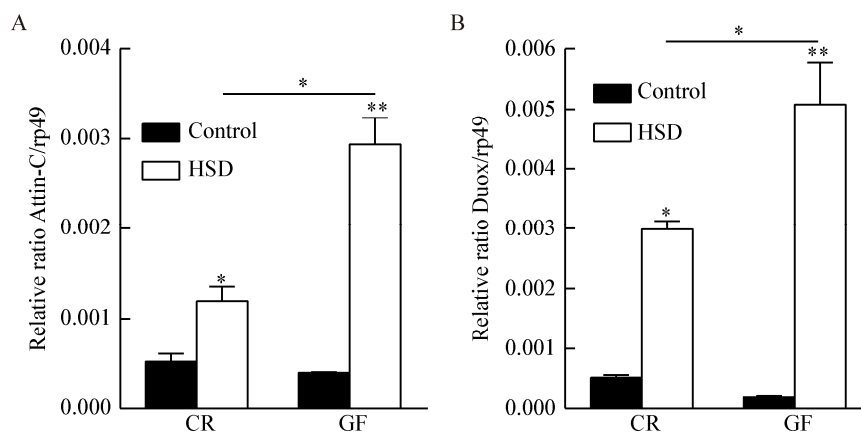 A
Relative ratio Attin-C/rp49
0.004
0.003
0.002
0.001
0.000
Control
HSD
*
*
**
CR
GF
B
Relative ratio Duox/rp49
0.006
0.005
0.004
0.003
0.002
0.001
0.000
Control
HSD
*
*
**
CR
GF